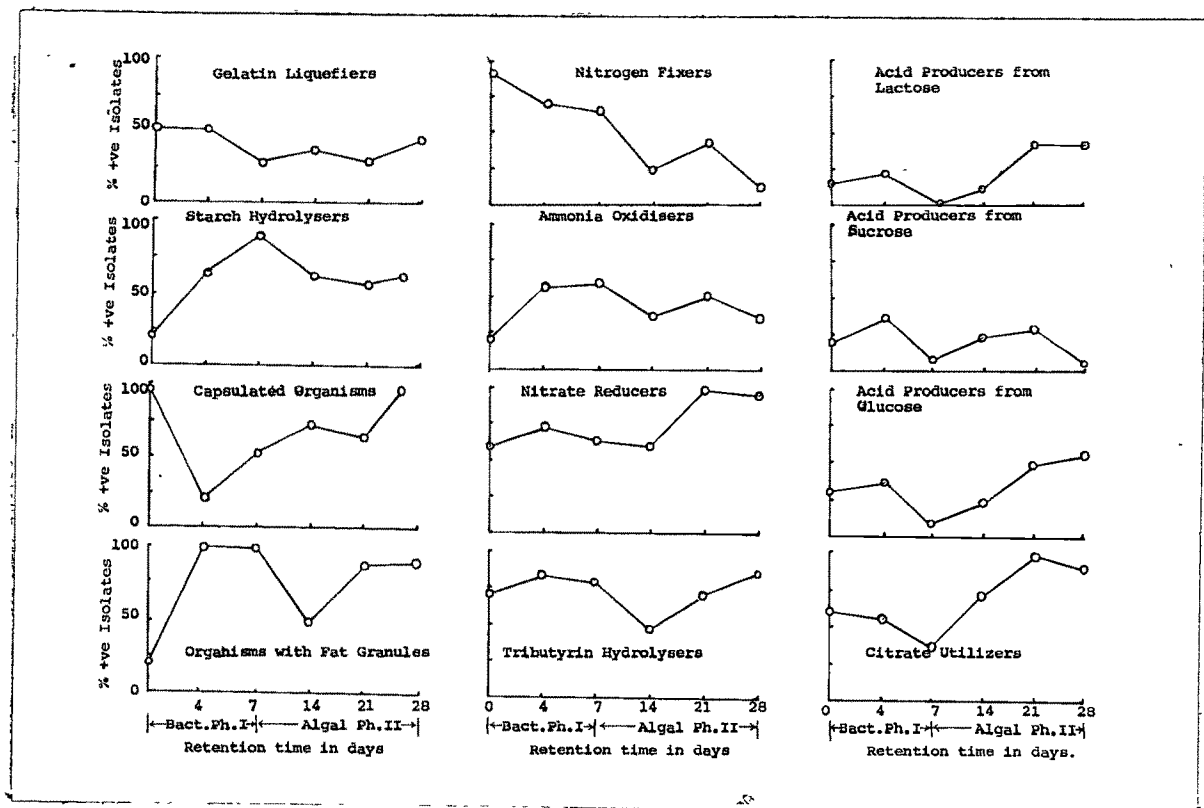 100
Gelatin Liquefiers
Nitrogen Fixers
Acid Producers from
Lactose
% +ve Isolates
50
0
Starch Hydrolysers
Ammonia Oxidisers
Acid Producers from
Sucrose
100
% +ve Isolates
50
0
Capsulated Organisms
Nitrate Reducers
Acid Producers from
Glucose
100
% +ve Isolates
50
0
100
% +ve Isolates
50
0
Organisms with Fat Granules
Tributyrin Hydrolysers
Citrate Utilizers
4 7 14 21 28
0 4 7 14 21 28
0 4 7 14 21 28
Bact.Ph.I Algal Ph.II
Bact.Ph.I Algal Ph.II
Bact.Ph.I Algal Ph.II
Retention time in days
Retention time in days
Retention time in days.